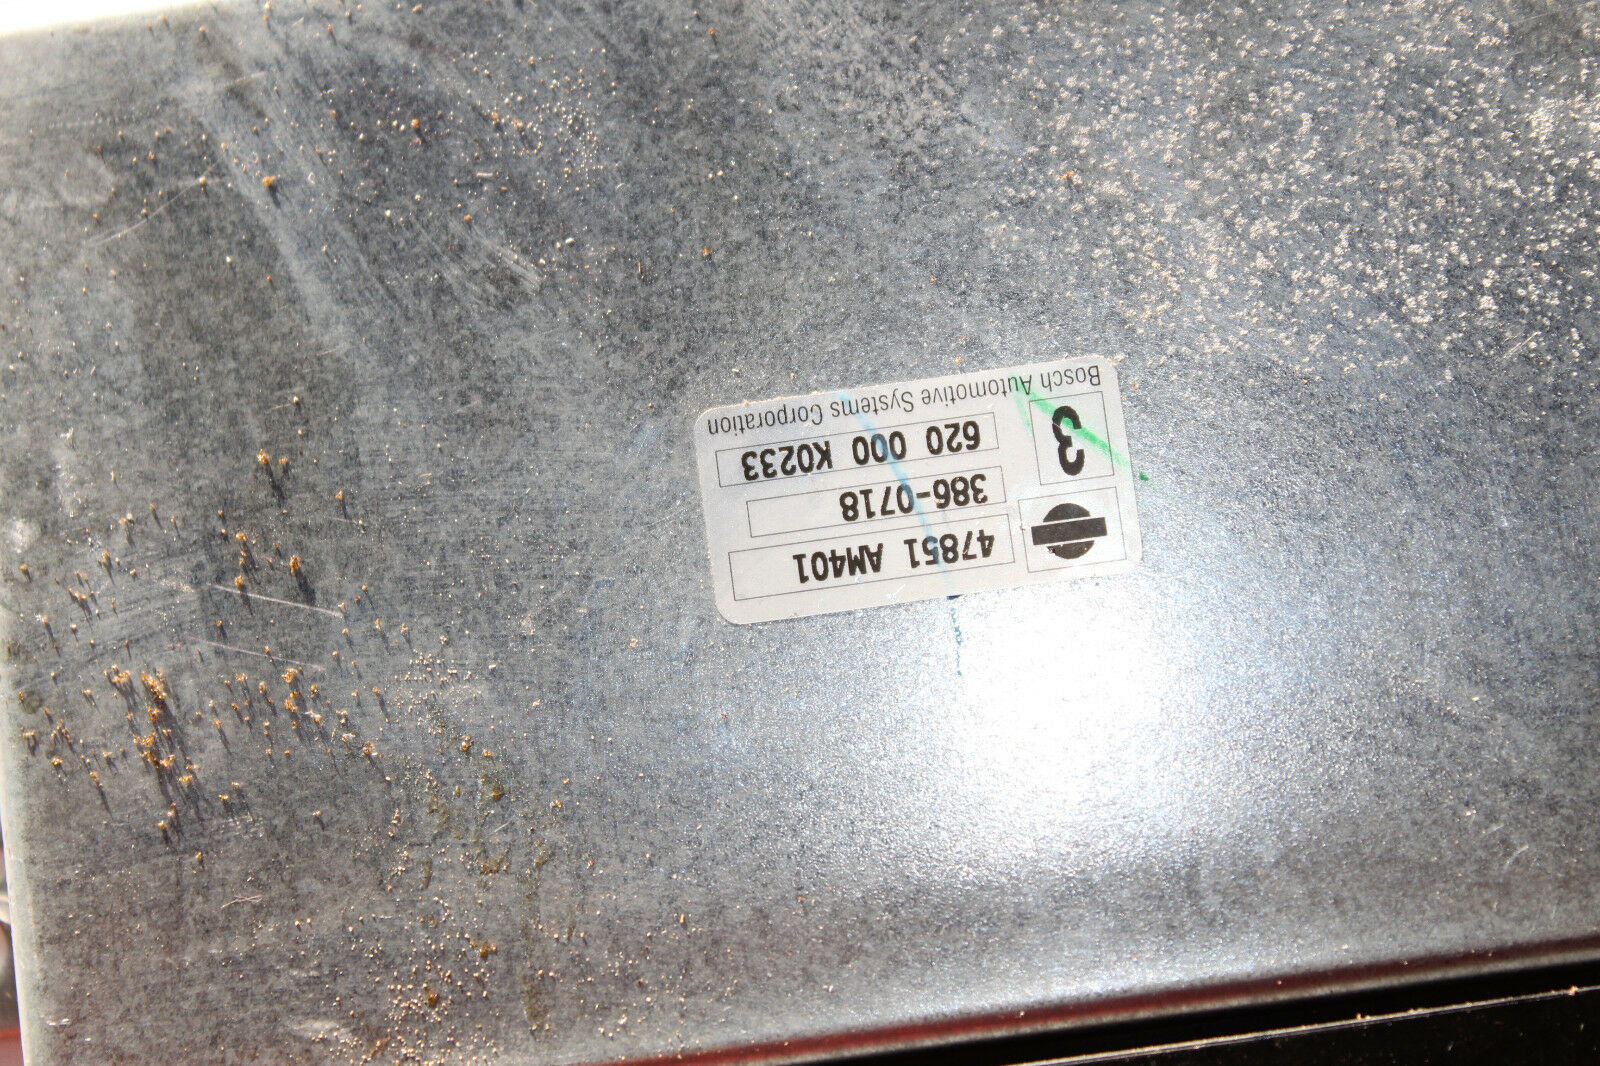 47851 AM401
386-0718
3
620 000 K0233
Bosch Automotive Systems Corporation